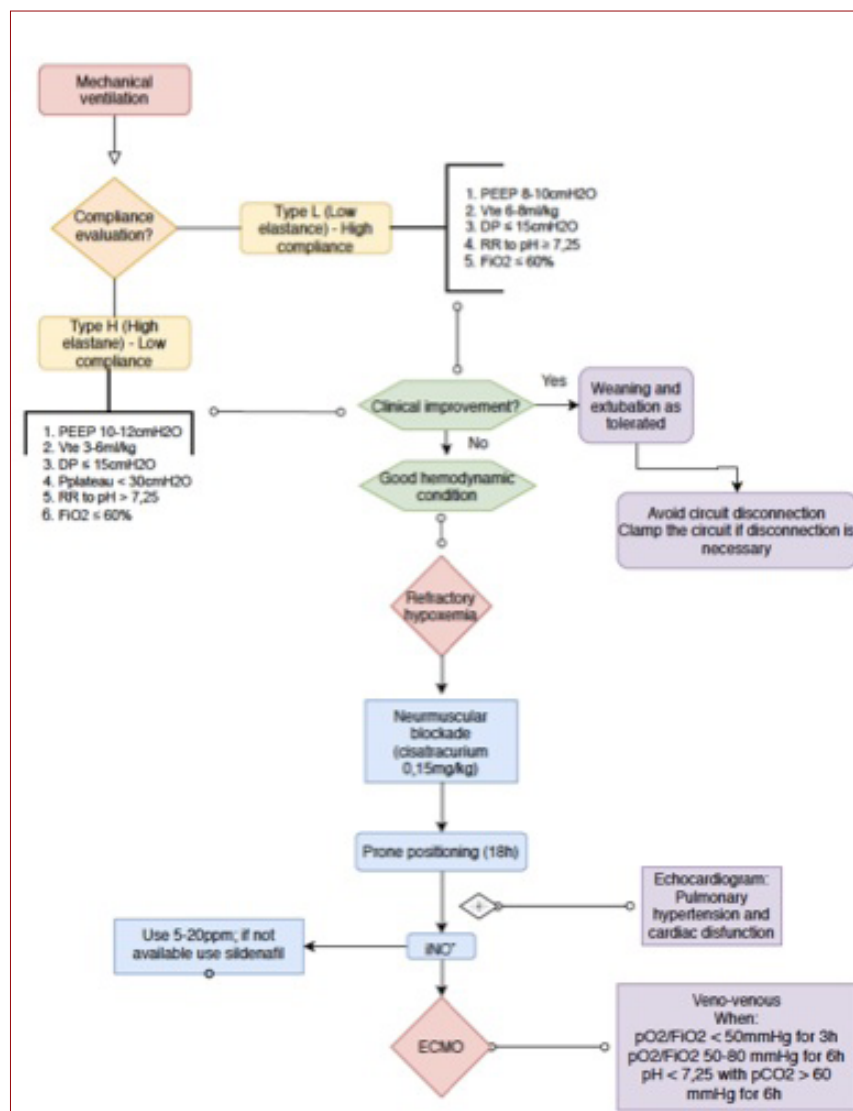 Mechanical
ventilation
Compliance
evaluation?
Type L (Low
elastance) - High
compliance
1. PEEP 8-10cmH2O
2. Vte 6-8ml/kg
3. DP ≤ 15cmH2O
4. RR to pH ≥ 7,25
5. FiO2 ≤ 60%
Type H (High
elastane) - Low
compliance
1. PEEP 10-12cmH2O
2. Vte 3-6ml/kg
3. DP ≤ 15cmH2O
4. Pplateau < 30cmH2O
5. RR to pH > 7,25
6. FiO2 ≤ 60%
Clinical improvement?
Yes
Weaning and
extubation as
tolerated
No
Good hemodynamic
condition
Avoid circuit disconnection
Clamp the circuit if disconnection is
necessary
Refractory
hypoxemia
Neurmuscular
blockade
(cisatracurium
0,15mg/kg)
Prone positioning (18h)
Echocardiogram:
Pulmonary
hypertension and
cardiac disfunction
Use 5-20ppm; if not
available use sildenafil
iNO*
ECMO
Veno-venous
When:
pO2/FiO2 < 50mmHg for 3h
pO2/FiO2 50-80 mmHg for 6h
pH < 7,25 with pCO2 > 60
mmHg for 6h